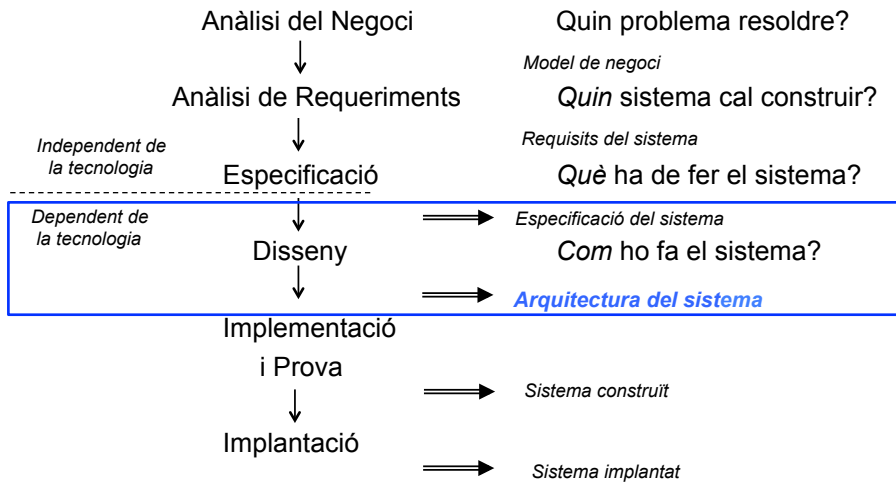 Anàlisi del Negoci
Quin problema resoldre?
Model de negoci
Anàlisi de Requeriments
Quin sistema cal construir?
Requisits del sistema
Independent de
la tecnologia
Especificació
Què ha de fer el sistema?
Dependent de
la tecnologia
Especificació del sistema
Disseny
Com ho fa el sistema?
Arquitectura del sistema
Implementació
i Prova
Sistema construït
Implantació
Sistema implantat